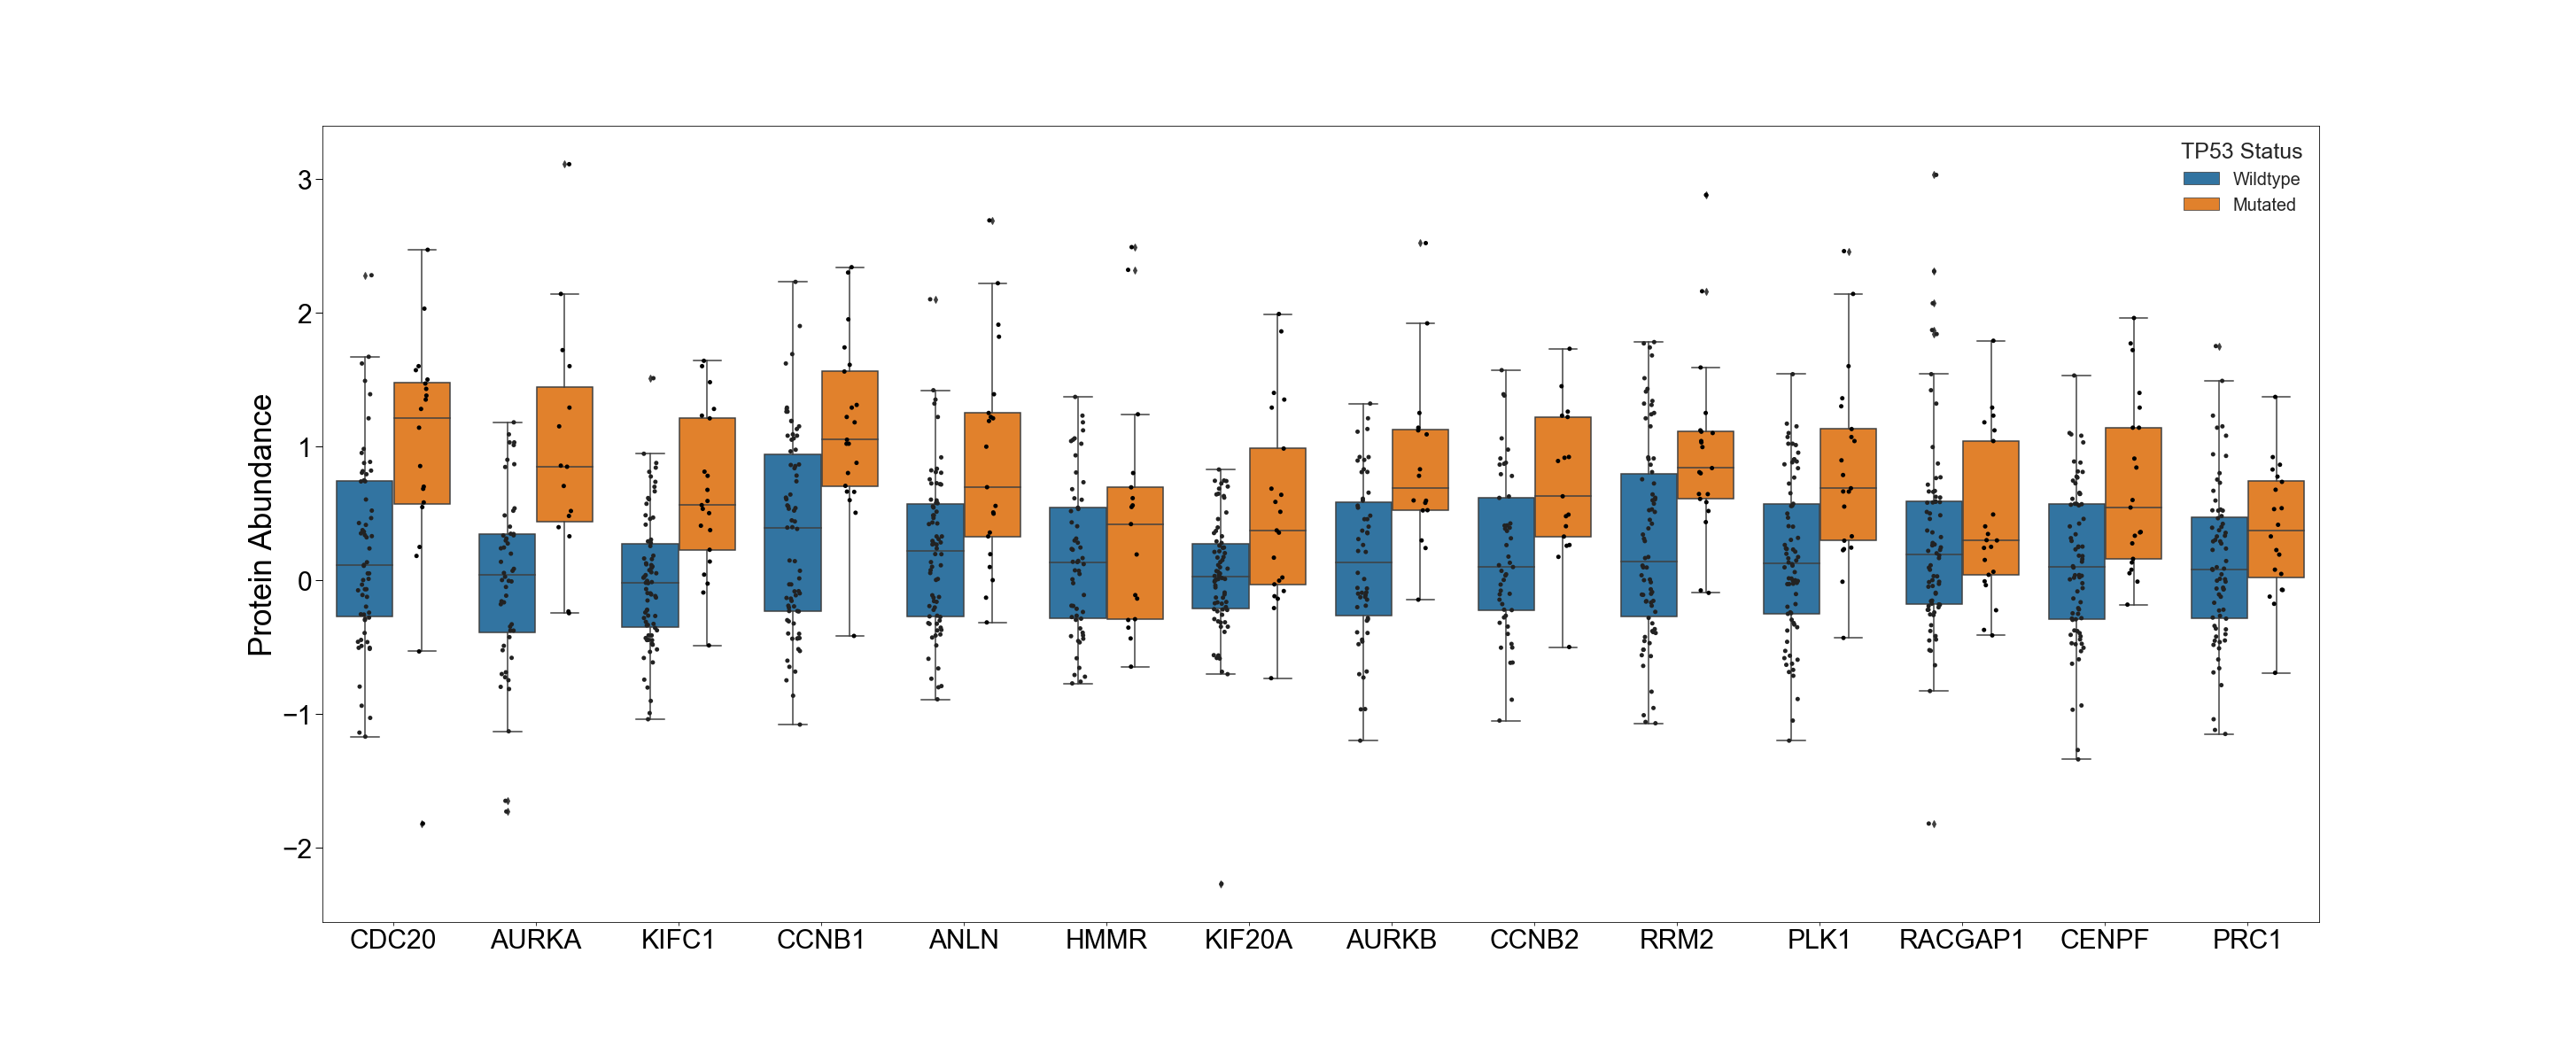 TP53 Status
Wildtype
Mutated
Protein Abundance
3
2
1
0
−1
−2
CDC20 AURKA KIFC1 CCNB1 ANLN HMMR KIF20A AURKB CCNB2 RRM2 PLK1 RACGAP1 CENPF PRC1